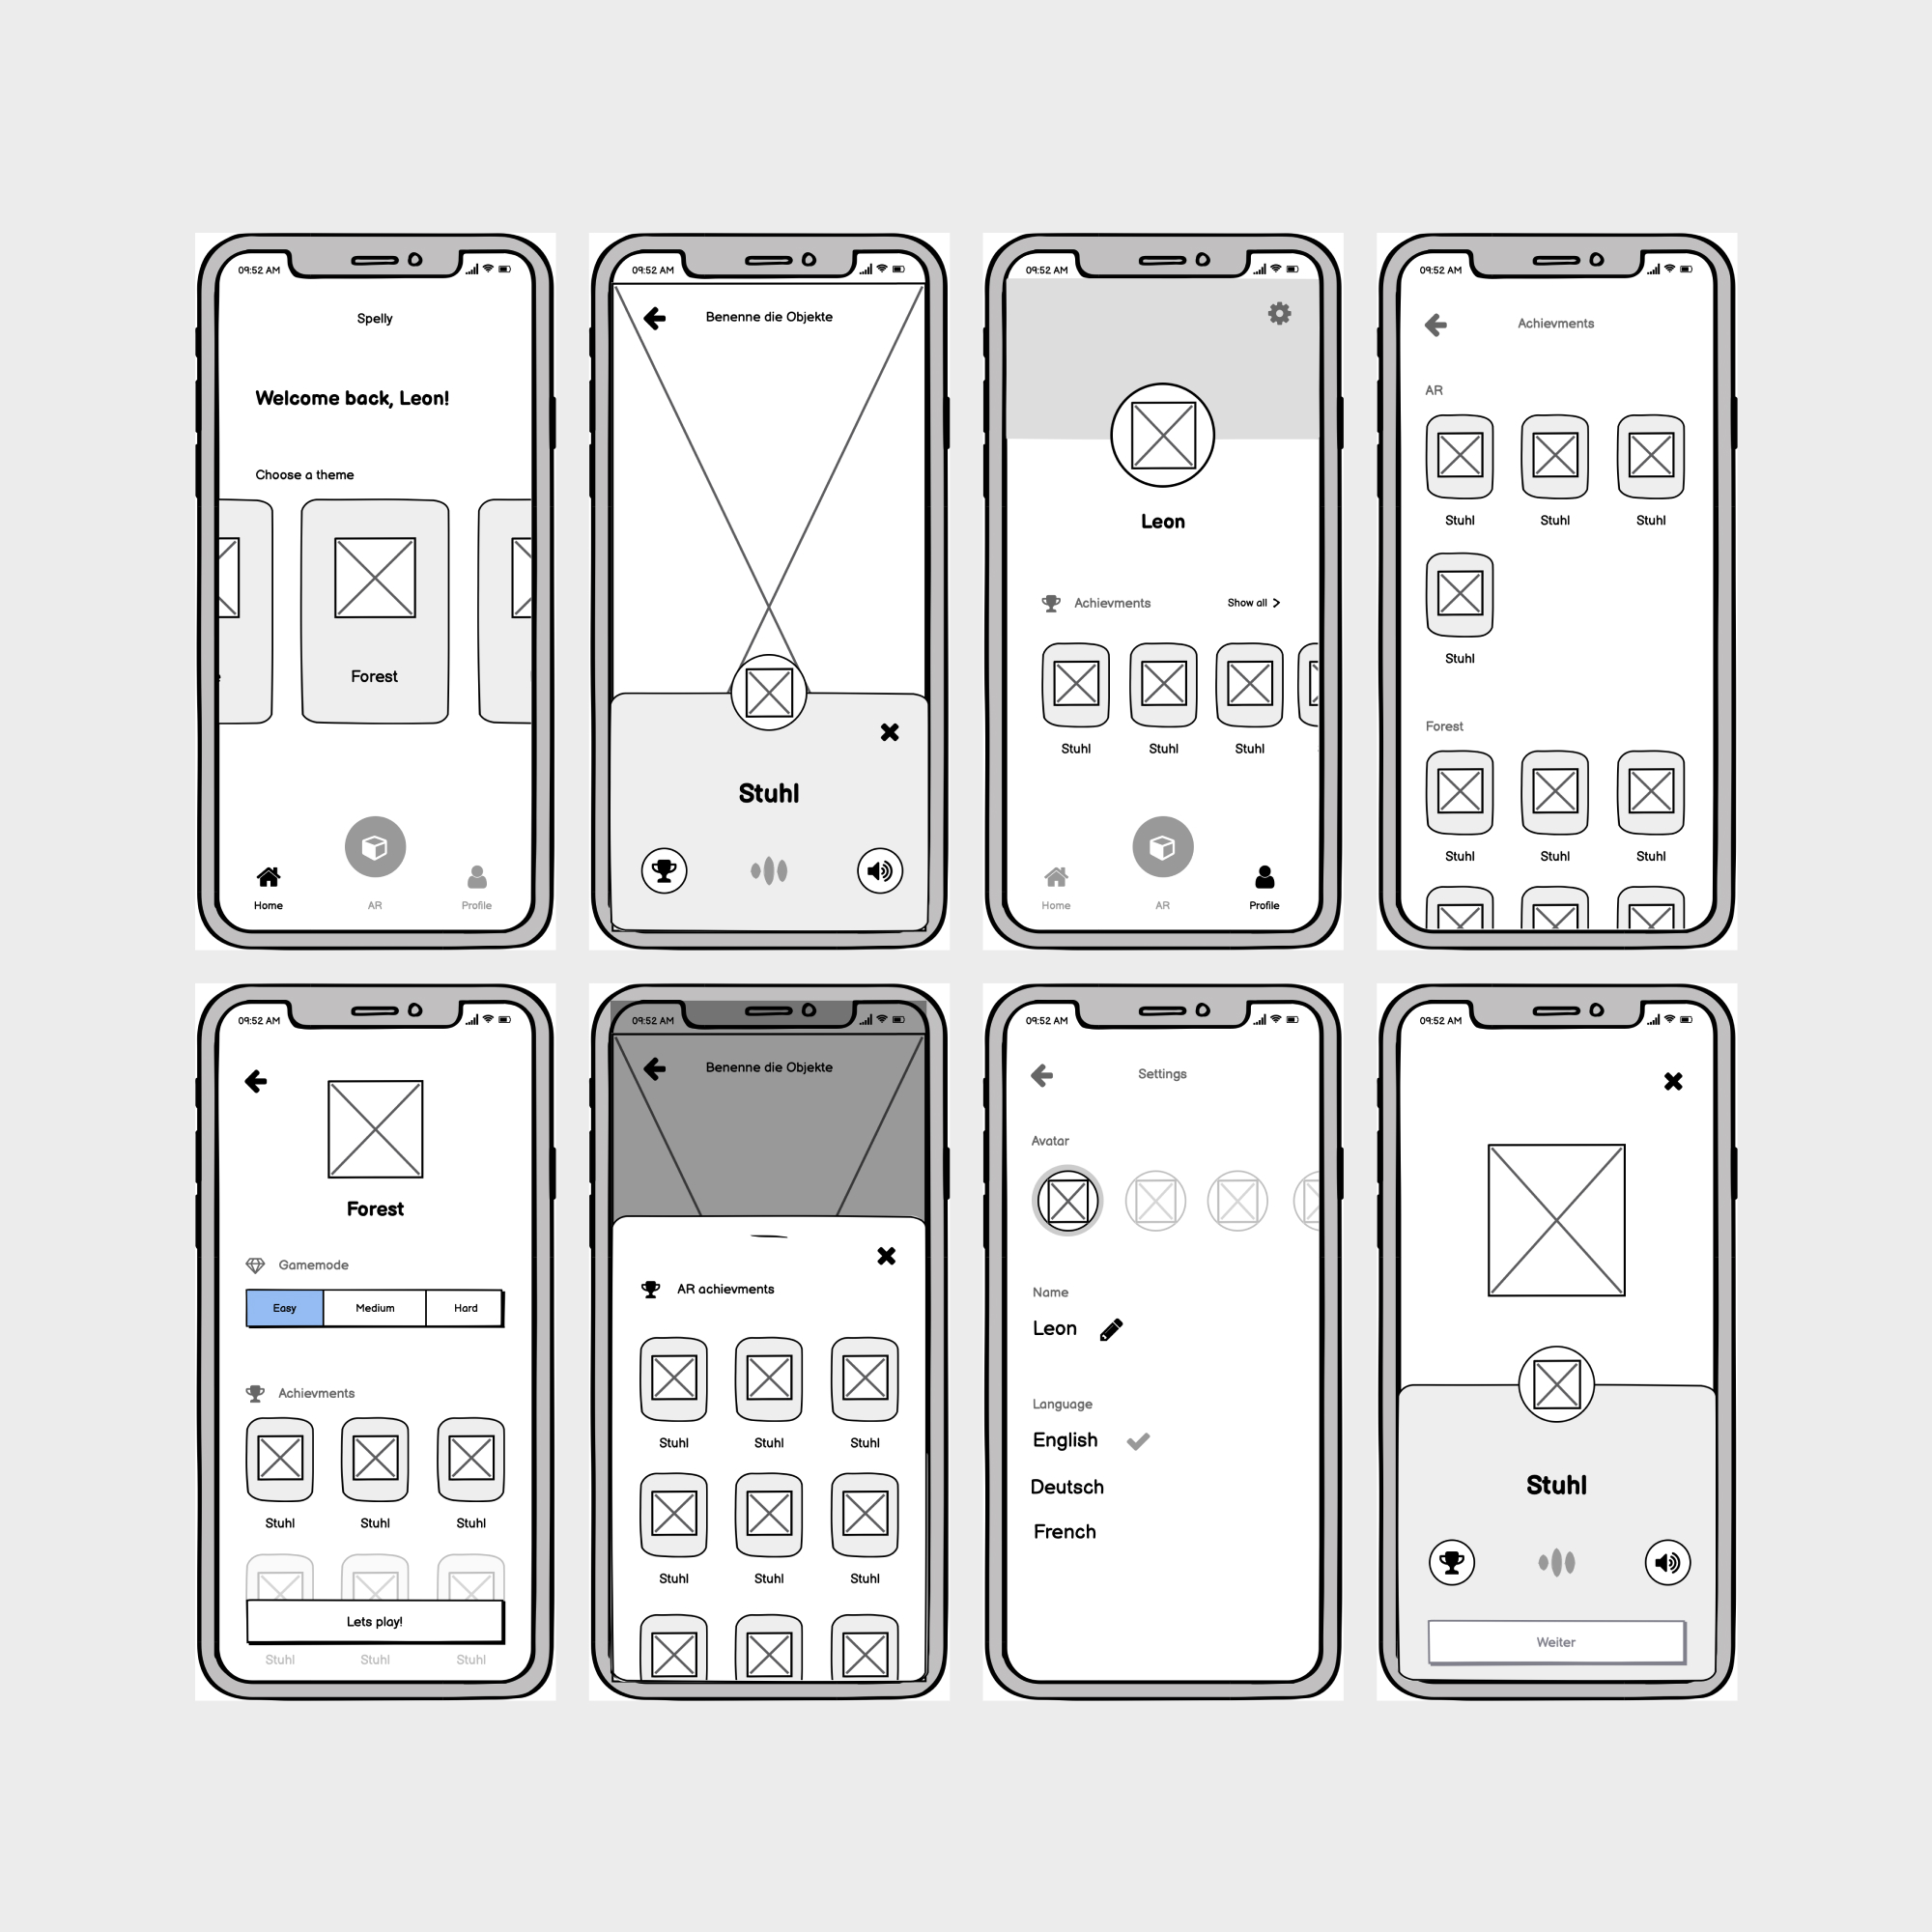 09:52 AM
Spelly
Welcome back, Leon!
Choose a theme
Forest
Home
AR
Profile
09:52 AM
Benenne die Objekte
Stuhl
09:52 AM
Leon
Achievments
Show all
Stuhl Stuhl Stuhl
Home
AR
Profile
09:52 AM
Achievments
AR
Stuhl Stuhl Stuhl
Stuhl
Forest
Stuhl Stuhl Stuhl
09:52 AM
Forest
Gamemode
Easy Medium Hard
Achievments
Stuhl Stuhl Stuhl
Lets play!
Stuhl Stuhl Stuhl
09:52 AM
Benenne die Objekte
AR achievments
Stuhl Stuhl Stuhl
Stuhl Stuhl Stuhl
09:52 AM
Settings
Avatar
Name
Leon
Language
English
Deutsch
French
09:52 AM
Stuhl
Weiter